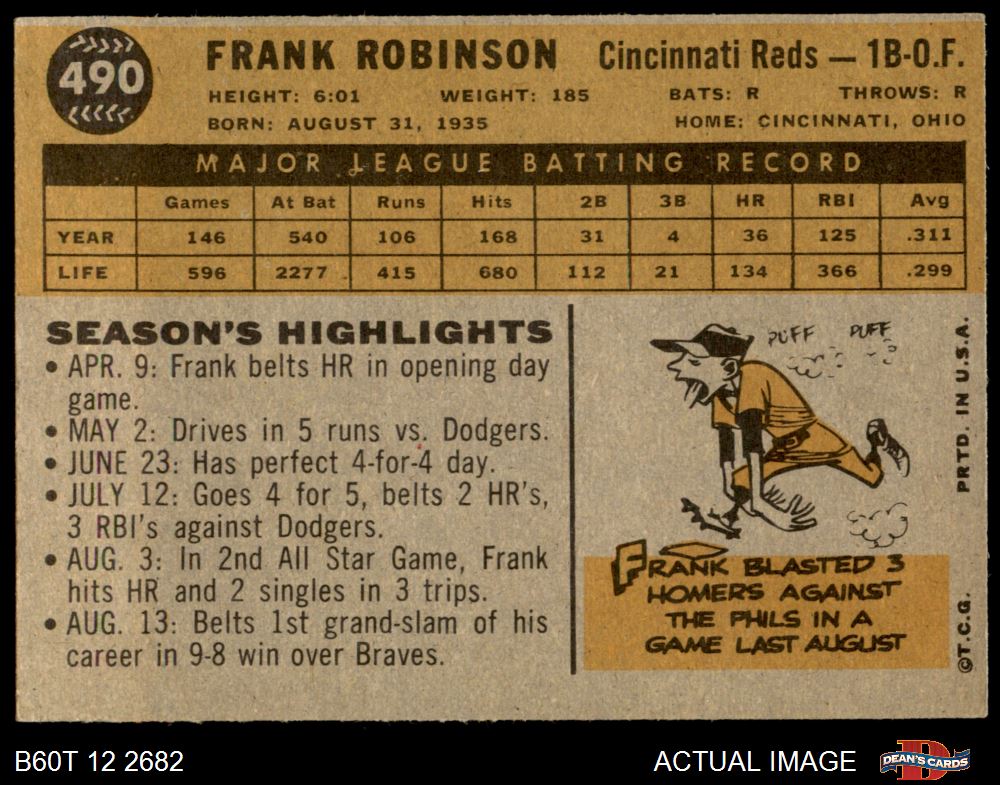 490
FRANK ROBINSON Cincinnati Reds — 1B-O.F.
HEIGHT: 6:01 WEIGHT: 185 BATS: R THROWS: R
BORN: AUGUST 31, 1935 HOME: CINCINNATI, OHIO
MAJOR LEAGUE BATTING RECORD
Games At Bat Runs Hits 2B 3B HR RBI Avg
YEAR 146 540 106 168 31 4 36 125 .311
LIFE 596 2277 415 680 112 21 134 366 .299
SEASON'S HIGHLIGHTS
• APR. 9: Frank belts HR in opening day
game.
• MAY 2: Drives in 5 runs vs. Dodgers.
• JUNE 23: Has perfect 4-for-4 day.
• JULY 12: Goes 4 for 5, belts 2 HR's,
3 RBI's against Dodgers.
• AUG. 3: In 2nd All Star Game, Frank
hits HR and 2 singles in 3 trips.
• AUG. 13: Belts 1st grand-slam of his
career in 9-8 win over Braves.
PUFF PUFF
FRANK BLASTED 3
HOMERS AGAINST
THE PHILS IN A
GAME LAST AUGUST
©T.C.G. PRTD. IN U.S.A.
B60T 12 2682 ACTUAL IMAGE DEAN'S CARDS